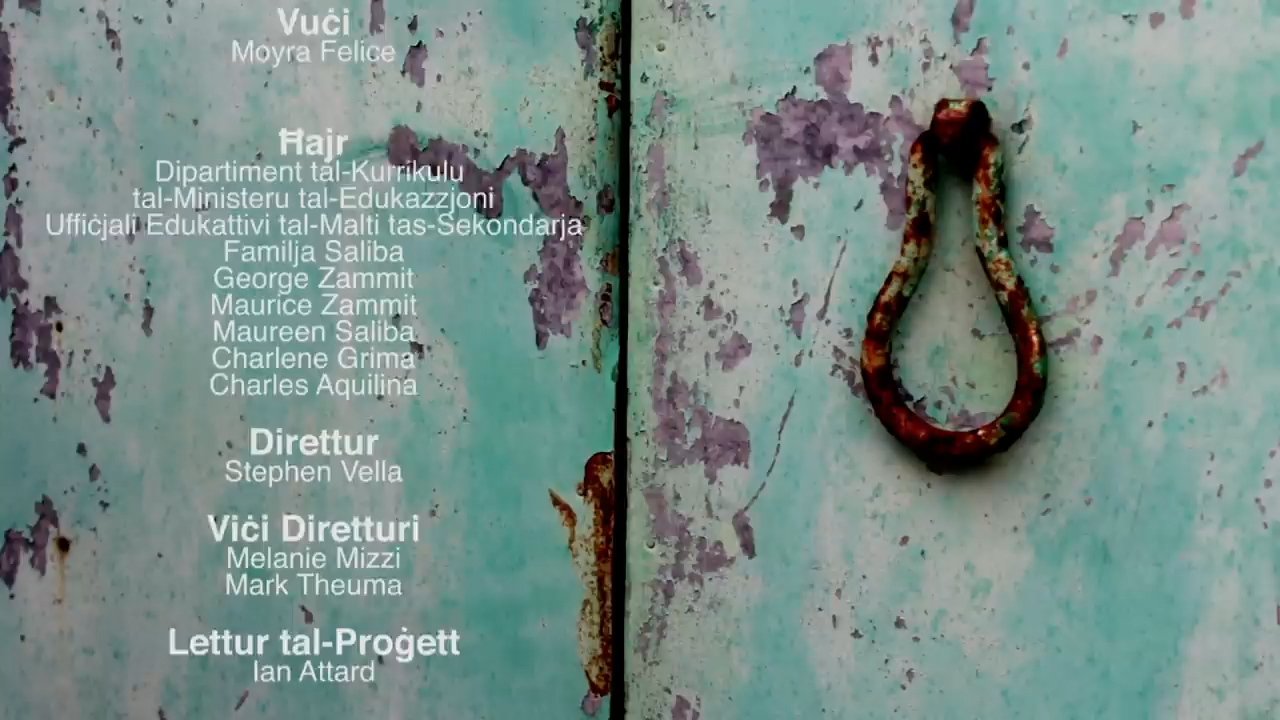 Vuċi
Moyra Felice
Ħajr
Dipartiment tal-Kurrikulu
tal-Ministeru tal-Edukazzjoni
Uffiċjali Edukattivi tal-Malti tas-Sekondarja
Familja Saliba
George Zammit
Maurice Zammit
Maureen Saliba
Charlene Grima
Charles Aquilina
Direttur
Stephen Vella
Viċi Diretturi
Melanie Mizzi
Mark Theuma
Lettur tal-Proġett
Ian Attard